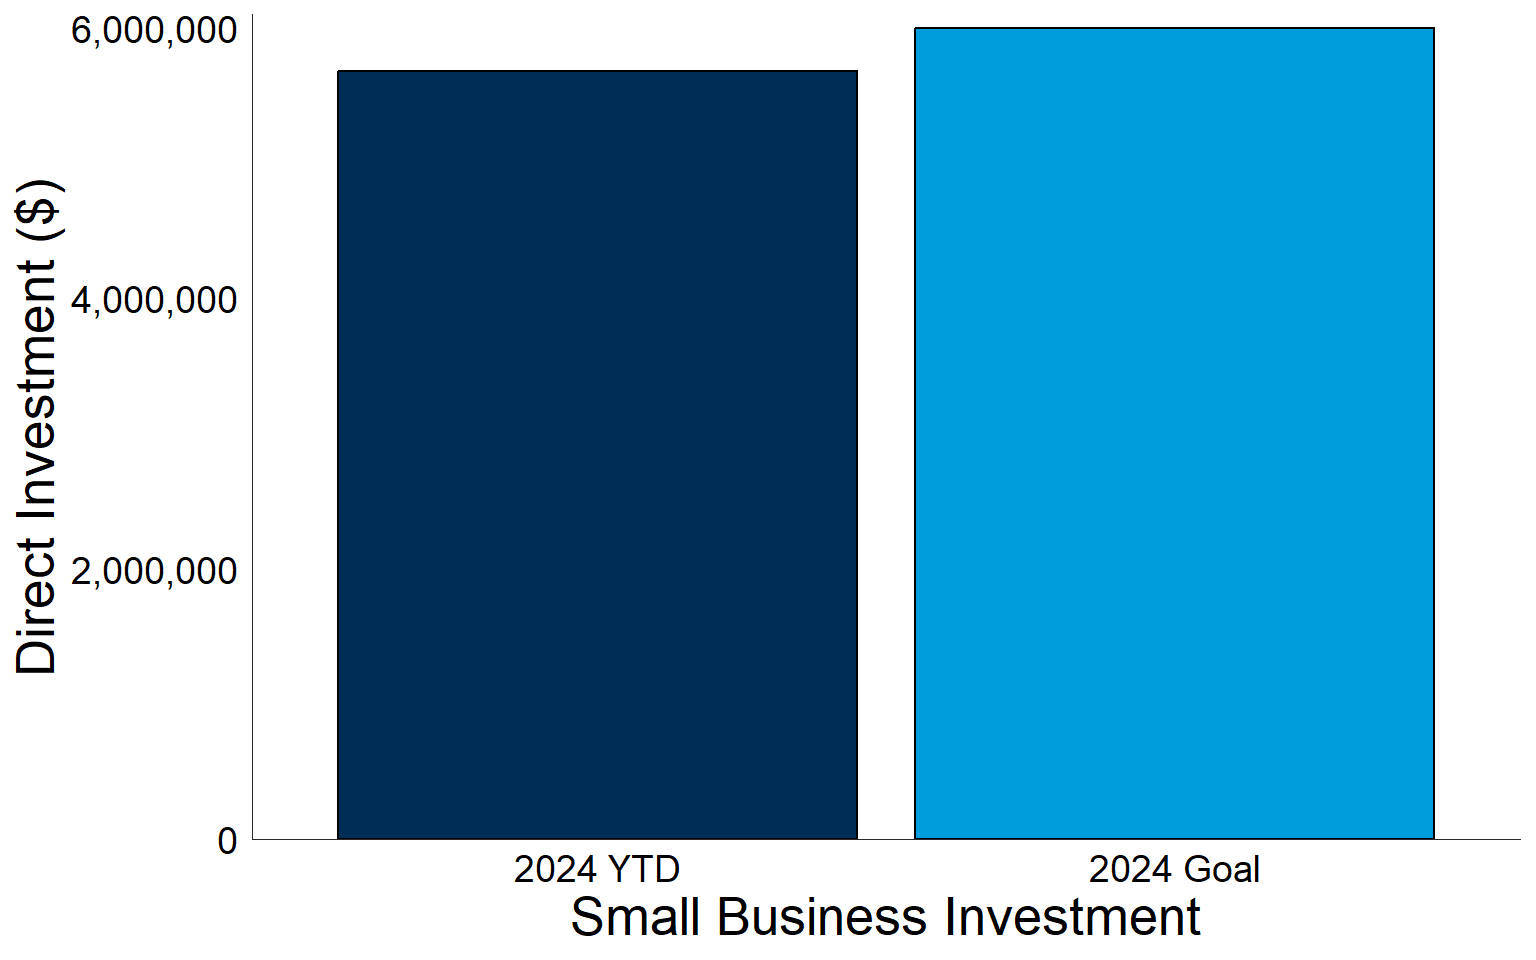 Direct Investment ($)
6,000,000
4,000,000
2,000,000
0
2024 YTD
2024 Goal
Small Business Investment